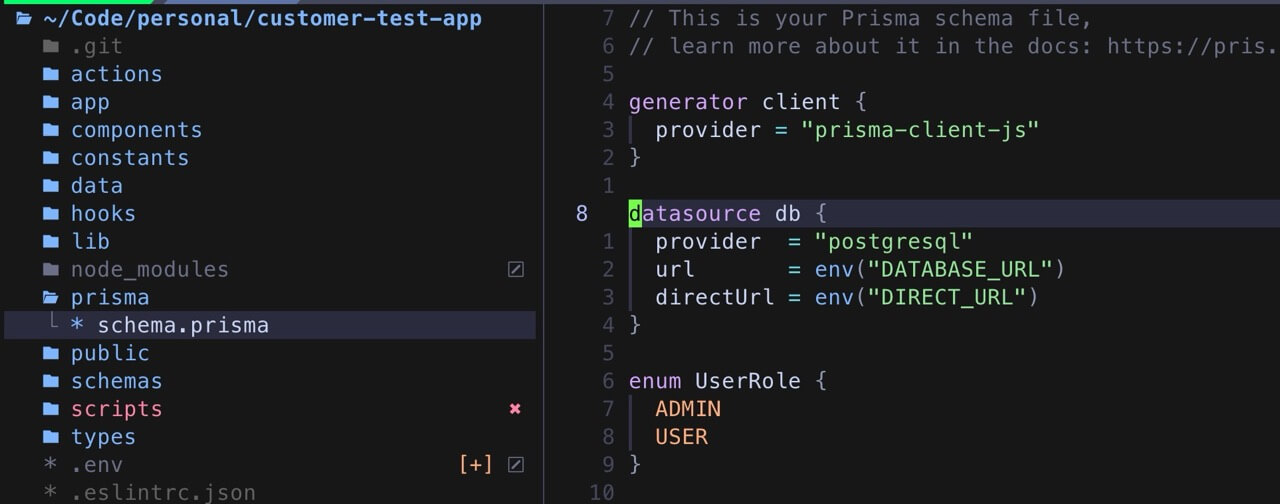 ~/Code/personal/customer-test-app
.git
actions
app
components
constants
data
hooks
lib
node_modules
prisma
* schema.prisma
public
schemas
scripts ✖
types
* .env [+]
* .eslintrc.json
7 // This is your Prisma schema file,
6 // learn more about it in the docs: https://pris.
5
4 generator client {
3 provider = "prisma-client-js"
2 }
1
8 datasource db {
1 provider = "postgresql"
2 url = env("DATABASE_URL")
3 directUrl = env("DIRECT_URL")
4 }
5
6 enum UserRole {
7 ADMIN
8 USER
9 }
10